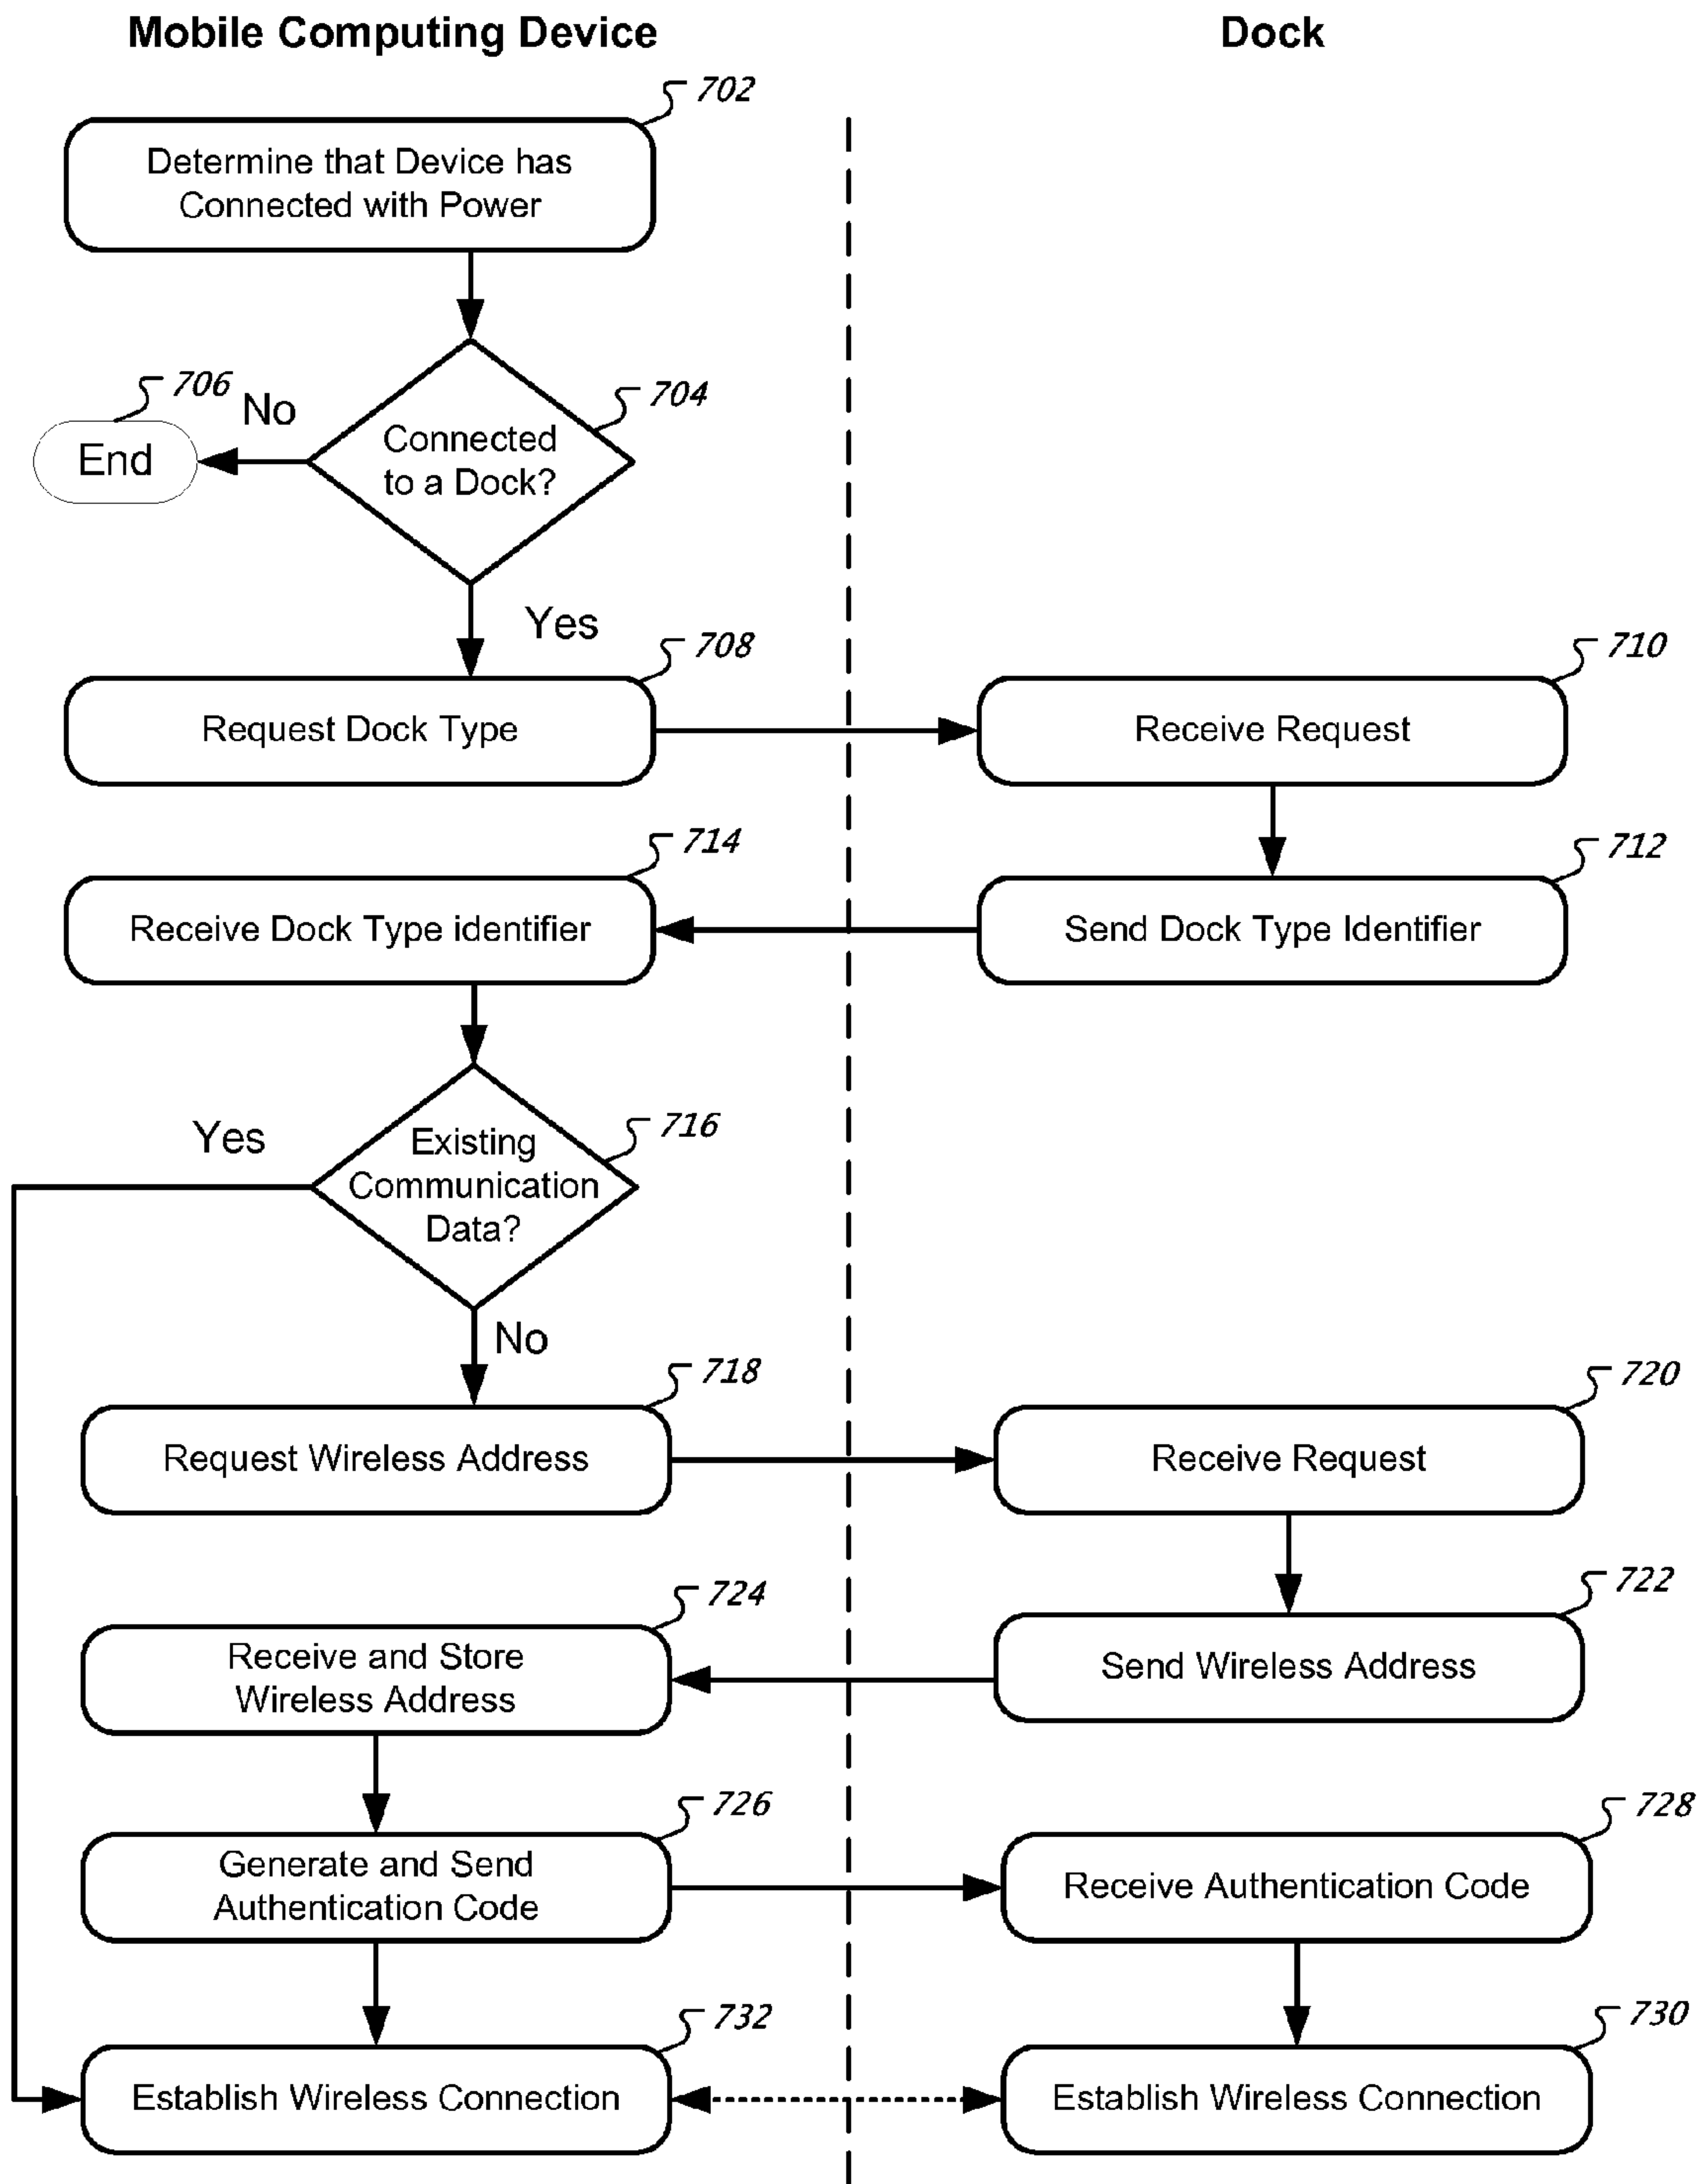 Mobile Computing Device
Dock
702
Determine that Device has
Connected with Power
706
No
704
End
Connected
to a Dock?
Yes
708
710
Request Dock Type
Receive Request
714
712
Receive Dock Type identifier
Send Dock Type Identifier
Yes
716
Existing
Communication
Data?
No
718
720
Request Wireless Address
Receive Request
724
722
Receive and Store
Wireless Address
Send Wireless Address
726
728
Generate and Send
Authentication Code
Receive Authentication Code
732
730
Establish Wireless Connection
Establish Wireless Connection